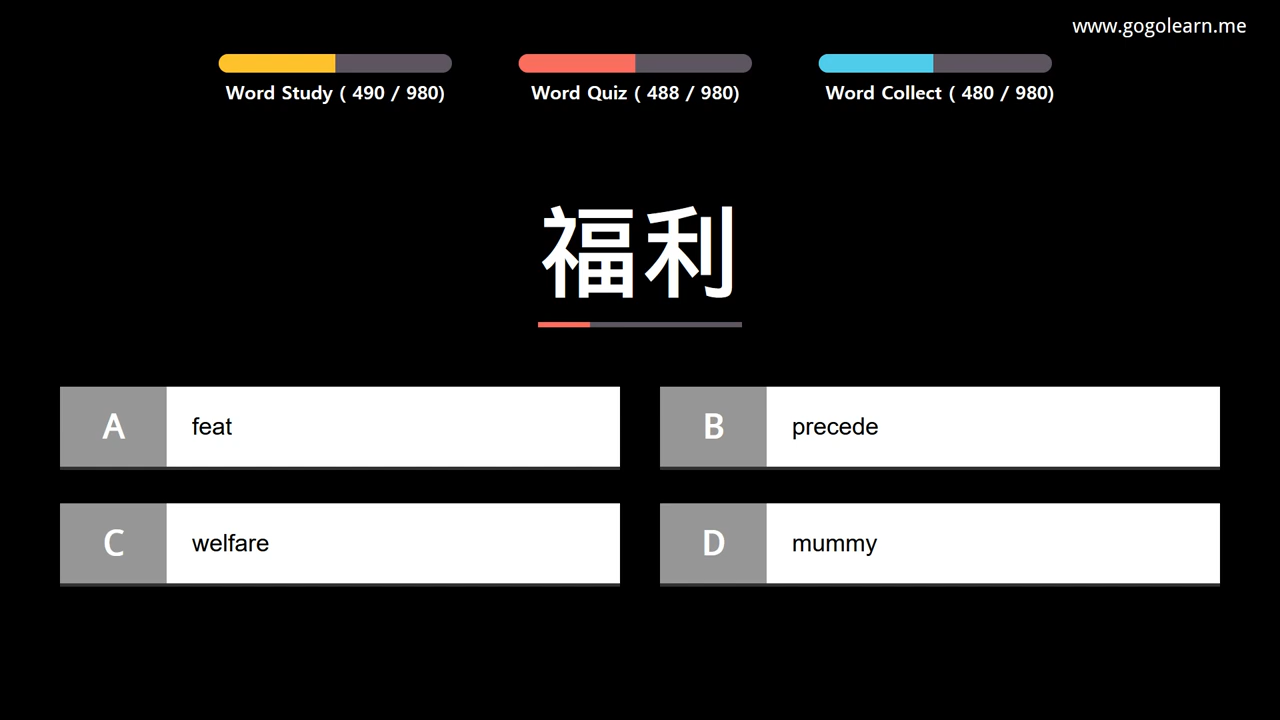 www.gogolearn.me
Word Study ( 490 / 980)
Word Quiz ( 488 / 980)
Word Collect ( 480 / 980)
福利
A feat
B precede
C welfare
D mummy